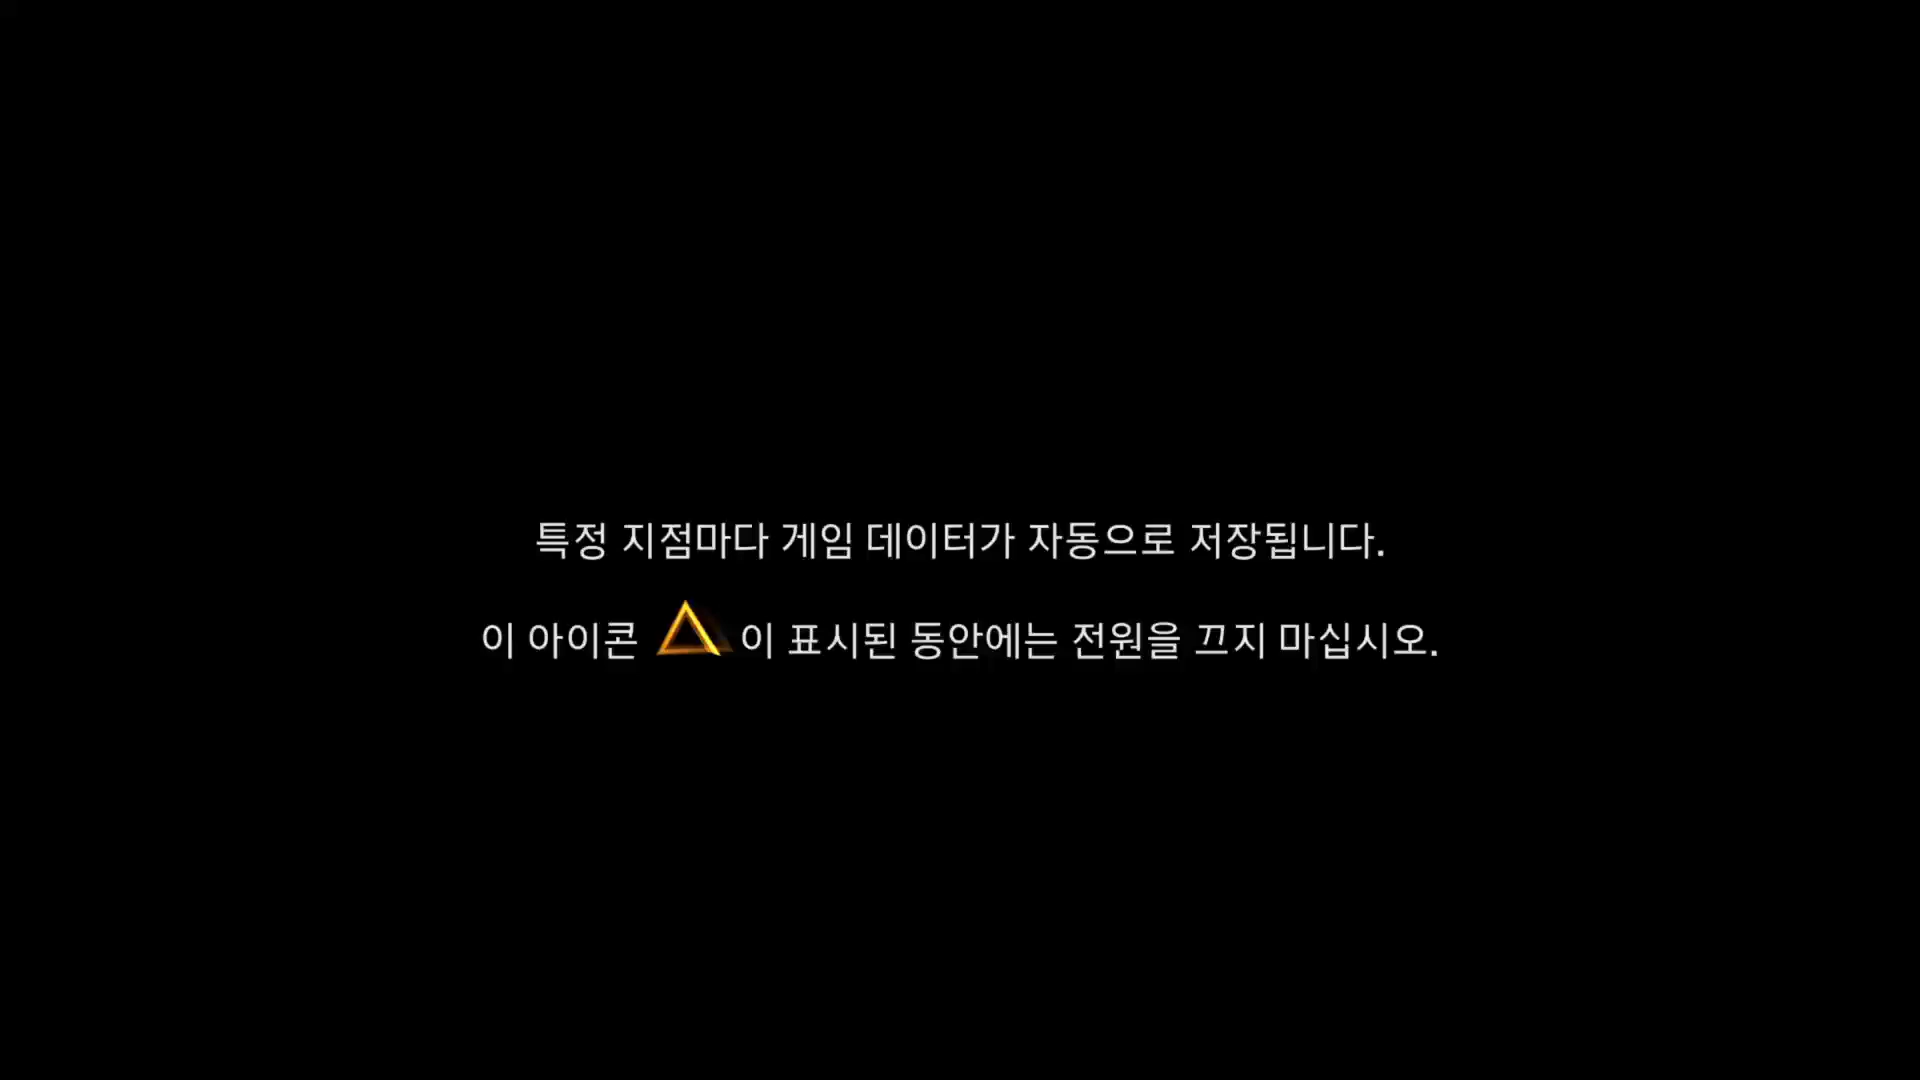 특정 지점마다 게임 데이터가 자동으로 저장됩니다.
이 아이콘 이 표시된 동안에는 전원을 끄지 마십시오.